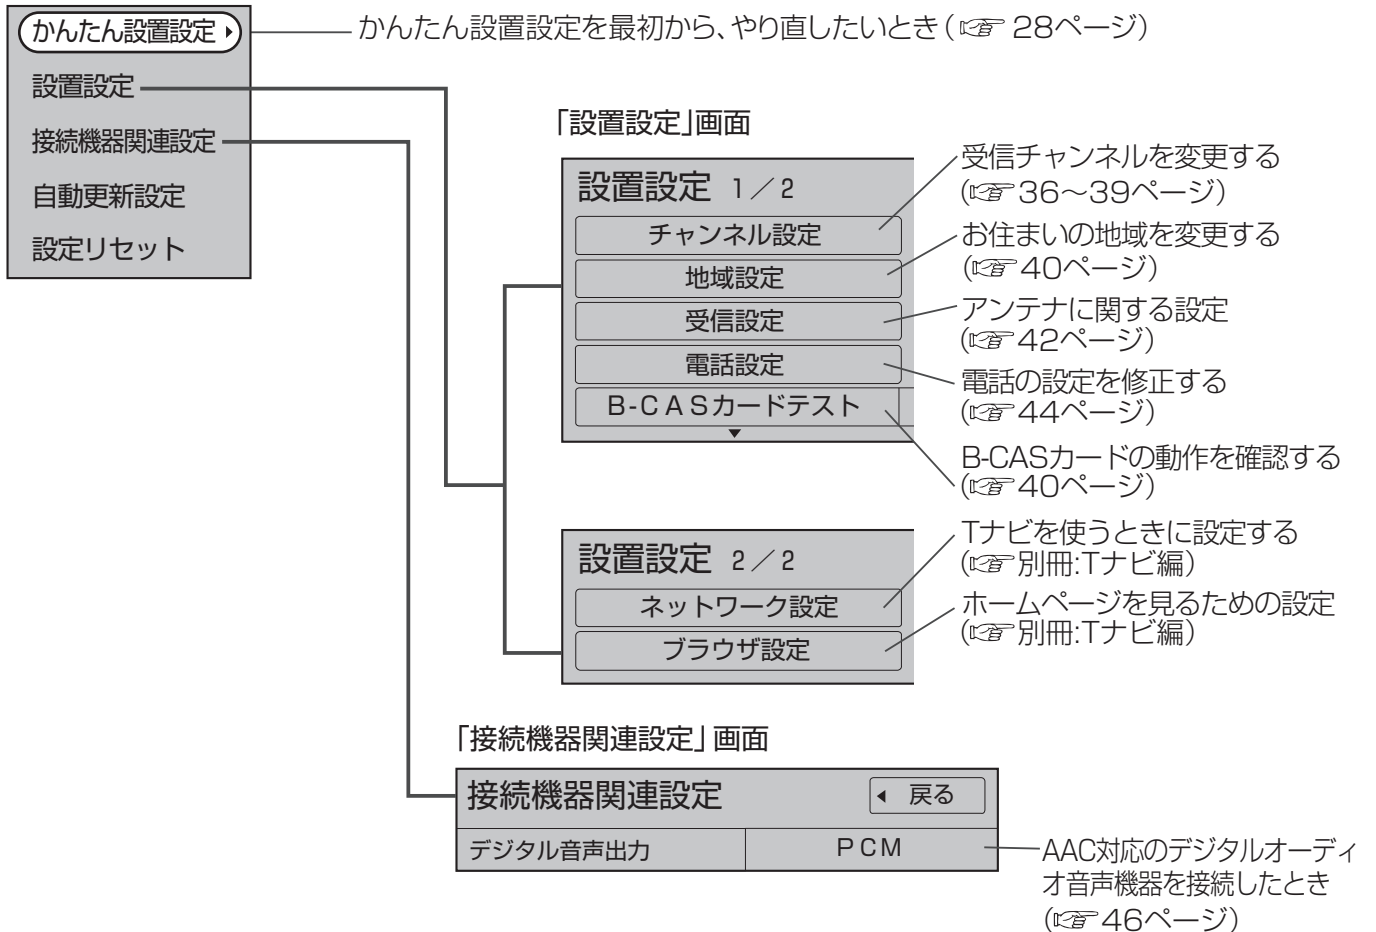 かんたん設置設定
かんたん設置設定を最初から、やり直したいとき(☞ 28ページ)
設置設定
接続機器関連設定
自動更新設定
設定リセット
「設置設定」画面
設置設定 1／2
チャンネル設定
地域設定
受信設定
電話設定
B-CASカードテスト
受信チャンネルを変更する
(☞36〜39ページ)
お住まいの地域を変更する
(☞40ページ)
アンテナに関する設定
(☞42ページ)
電話の設定を修正する
(☞44ページ)
B-CASカードの動作を確認する
(☞40ページ)
設置設定 2／2
ネットワーク設定
ブラウザ設定
Tナビを使うときに設定する
(☞別冊:Tナビ編)
ホームページを見るための設定
(☞別冊:Tナビ編)
「接続機器関連設定」画面
接続機器関連設定
戻る
デジタル音声出力
PCM
AAC対応のデジタルオーディ
オ音声機器を接続したとき
(☞46ページ)